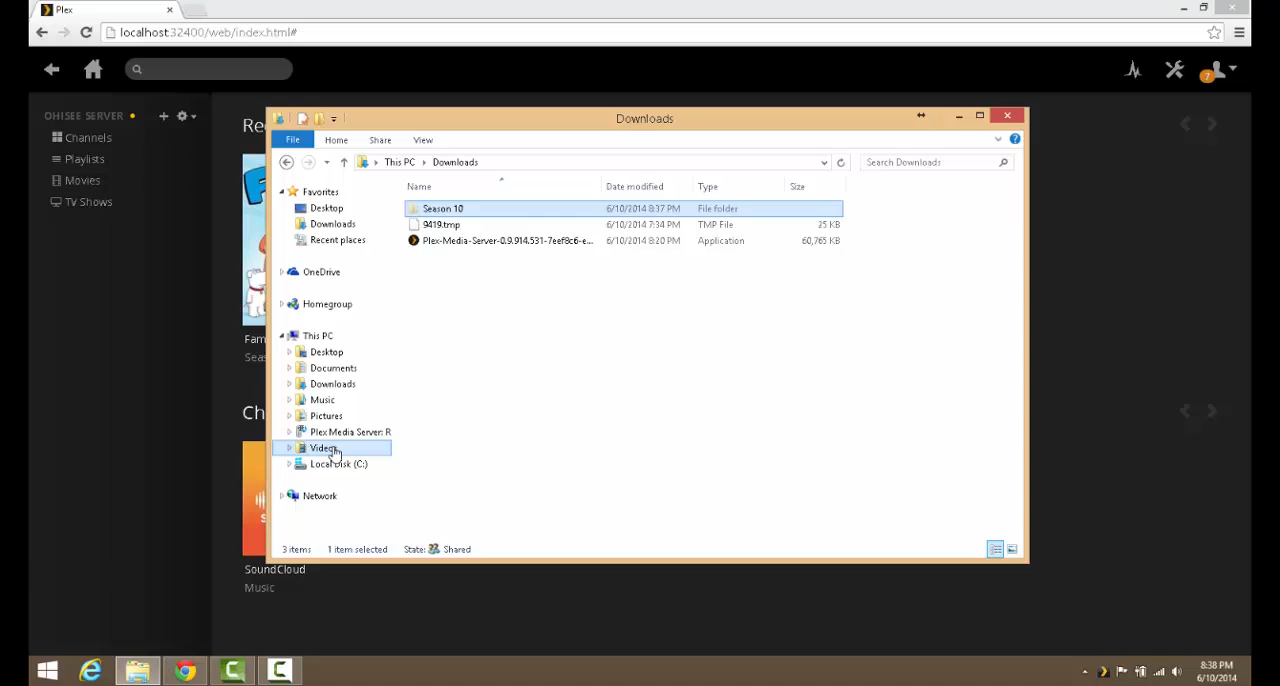 Plex
localhost:32400/web/index.html#
7
OHISEE SERVER
Channels
Playlists
Movies
TV Shows
Re
Fam
Seas
Ch
SoundCloud
Music
Downloads
File Home Share View
This PC Downloads
Search Downloads
Name Date modified Type Size
Favorites
Desktop
Downloads
Recent places
OneDrive
Homegroup
This PC
Desktop
Documents
Downloads
Music
Pictures
Plex Media Server: R
Videos
Local Disk (C:)
Network
Season 10 6/10/2014 8:37 PM File folder
9419.tmp 6/10/2014 7:34 PM TMP File 25 KB
Plex-Media-Server-0.9.914.531-7eef8c6-e... 6/10/2014 8:20 PM Application 60,765 KB
3 items 1 item selected State: Shared
8:38 PM
6/10/2014